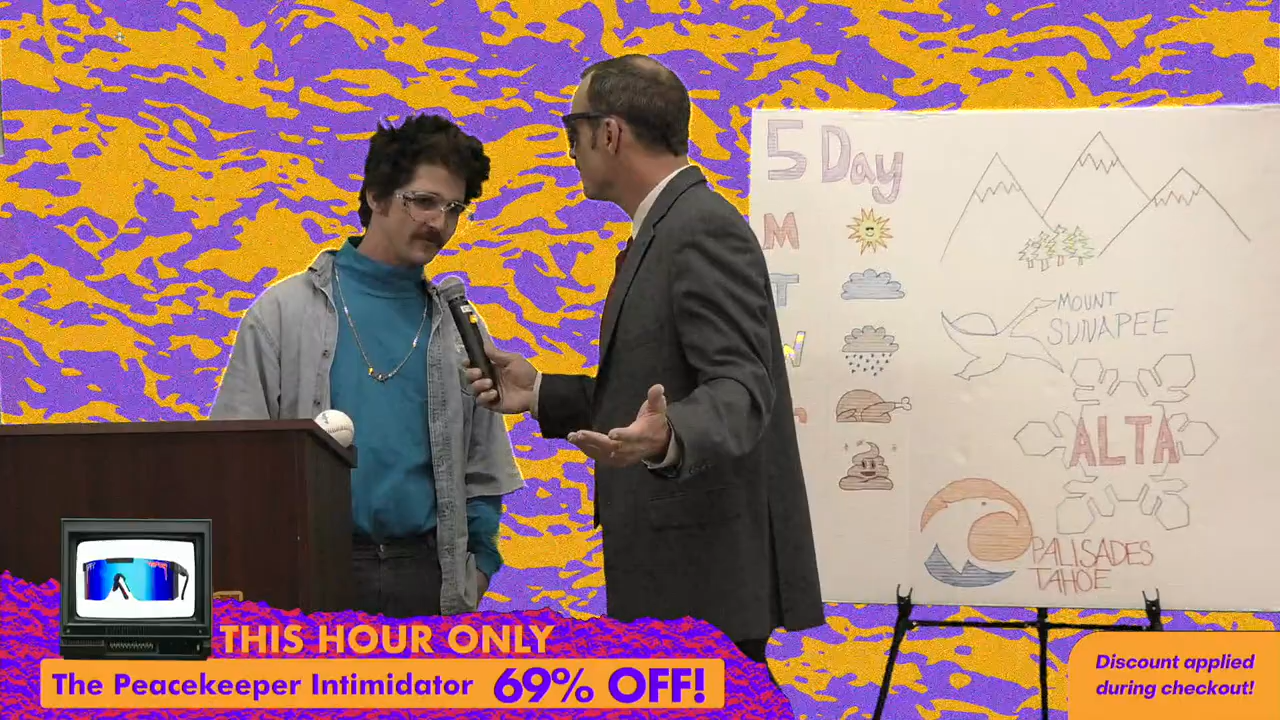 5 Day
M
T
W
MOUNT
SUNAPEE
ALTA
PALISADES
TAHOE
THIS HOUR ONLY
The Peacekeeper Intimidator 69% OFF!
Discount applied
during checkout!